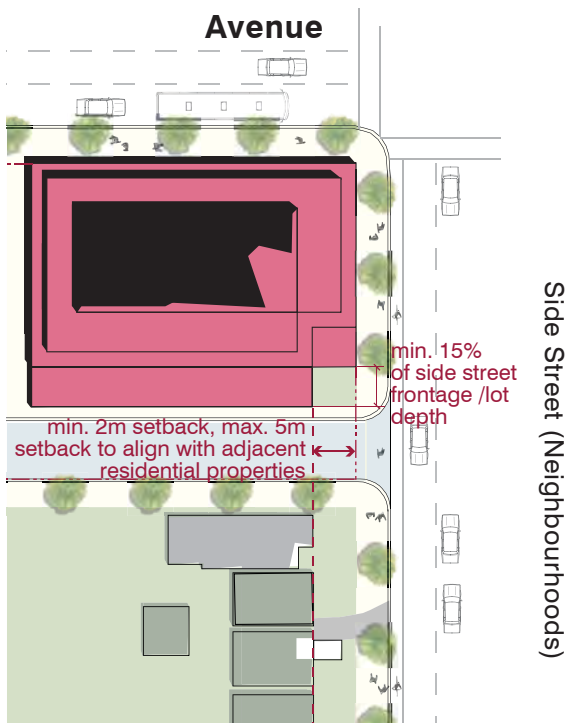 Avenue
min. 15%
of side street
frontage /lot
depth
min. 2m setback, max. 5m
setback to align with adjacent
residential properties
Side Street (Neighbourhoods)